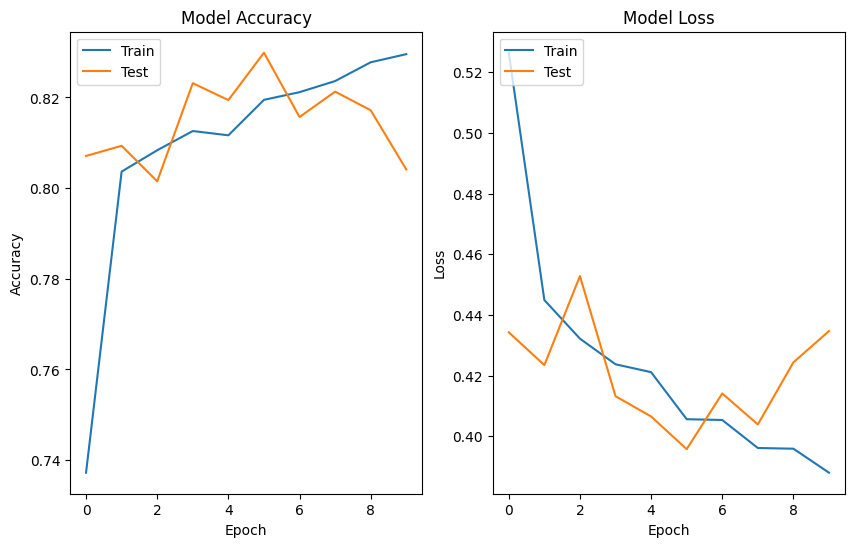 Model Accuracy
Train
Test
0.82
0.80
0.78
0.76
0.74
Accuracy
0 2 4 6 8
Epoch
Model Loss
Train
Test
0.52
0.50
0.48
0.46
0.44
0.42
0.40
Loss
0 2 4 6 8
Epoch